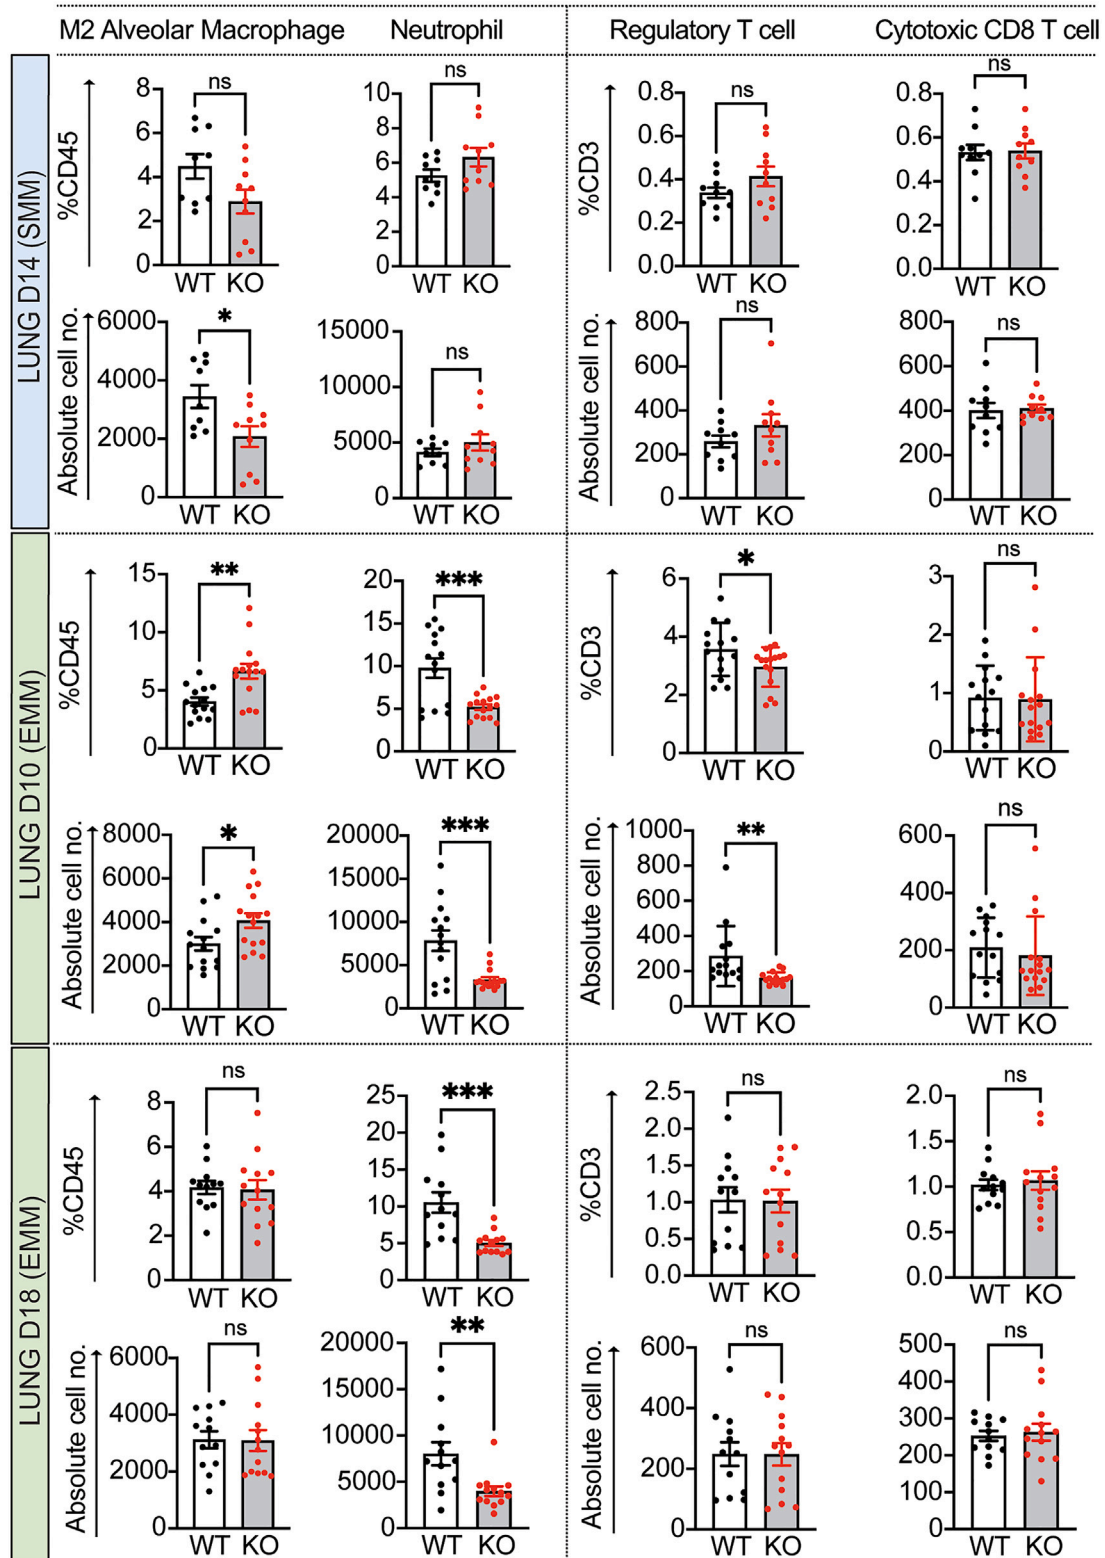 M2 Alveolar Macrophage Neutrophil Regulatory T cell Cytotoxic CD8 T cell
LUNG D14 (SMM)
%CD45
8
6
4
2
0
ns
WT KO
10
8
6
4
2
0
ns
WT KO
%CD3
0.8
0.6
0.4
0.2
0.0
ns
WT KO
0.8
0.6
0.4
0.2
0.0
ns
WT KO
Absolute cell no.
6000
4000
2000
0
*
WT KO
15000
10000
5000
0
ns
WT KO
Absolute cell no.
800
600
400
200
0
ns
WT KO
800
600
400
200
0
ns
WT KO
LUNG D10 (EMM)
%CD45
15
10
5
0
**
WT KO
20
15
10
5
0
***
WT KO
%CD3
6
4
2
0
*
WT KO
3
2
1
0
ns
WT KO
Absolute cell no.
8000
6000
4000
2000
0
*
WT KO
20000
15000
10000
5000
0
***
WT KO
Absolute cell no.
1000
800
600
400
200
0
**
WT KO
600
400
200
0
ns
WT KO
LUNG D18 (EMM)
%CD45
8
6
4
2
0
ns
WT KO
25
20
15
10
5
0
***
WT KO
%CD3
2.5
2.0
1.5
1.0
0.5
0.0
ns
WT KO
2.0
1.5
1.0
0.5
0.0
ns
WT KO
Absolute cell no.
6000
4000
2000
0
ns
WT KO
20000
15000
10000
5000
0
**
WT KO
Absolute cell no.
600
400
200
0
ns
WT KO
500
400
300
200
100
0
ns
WT KO